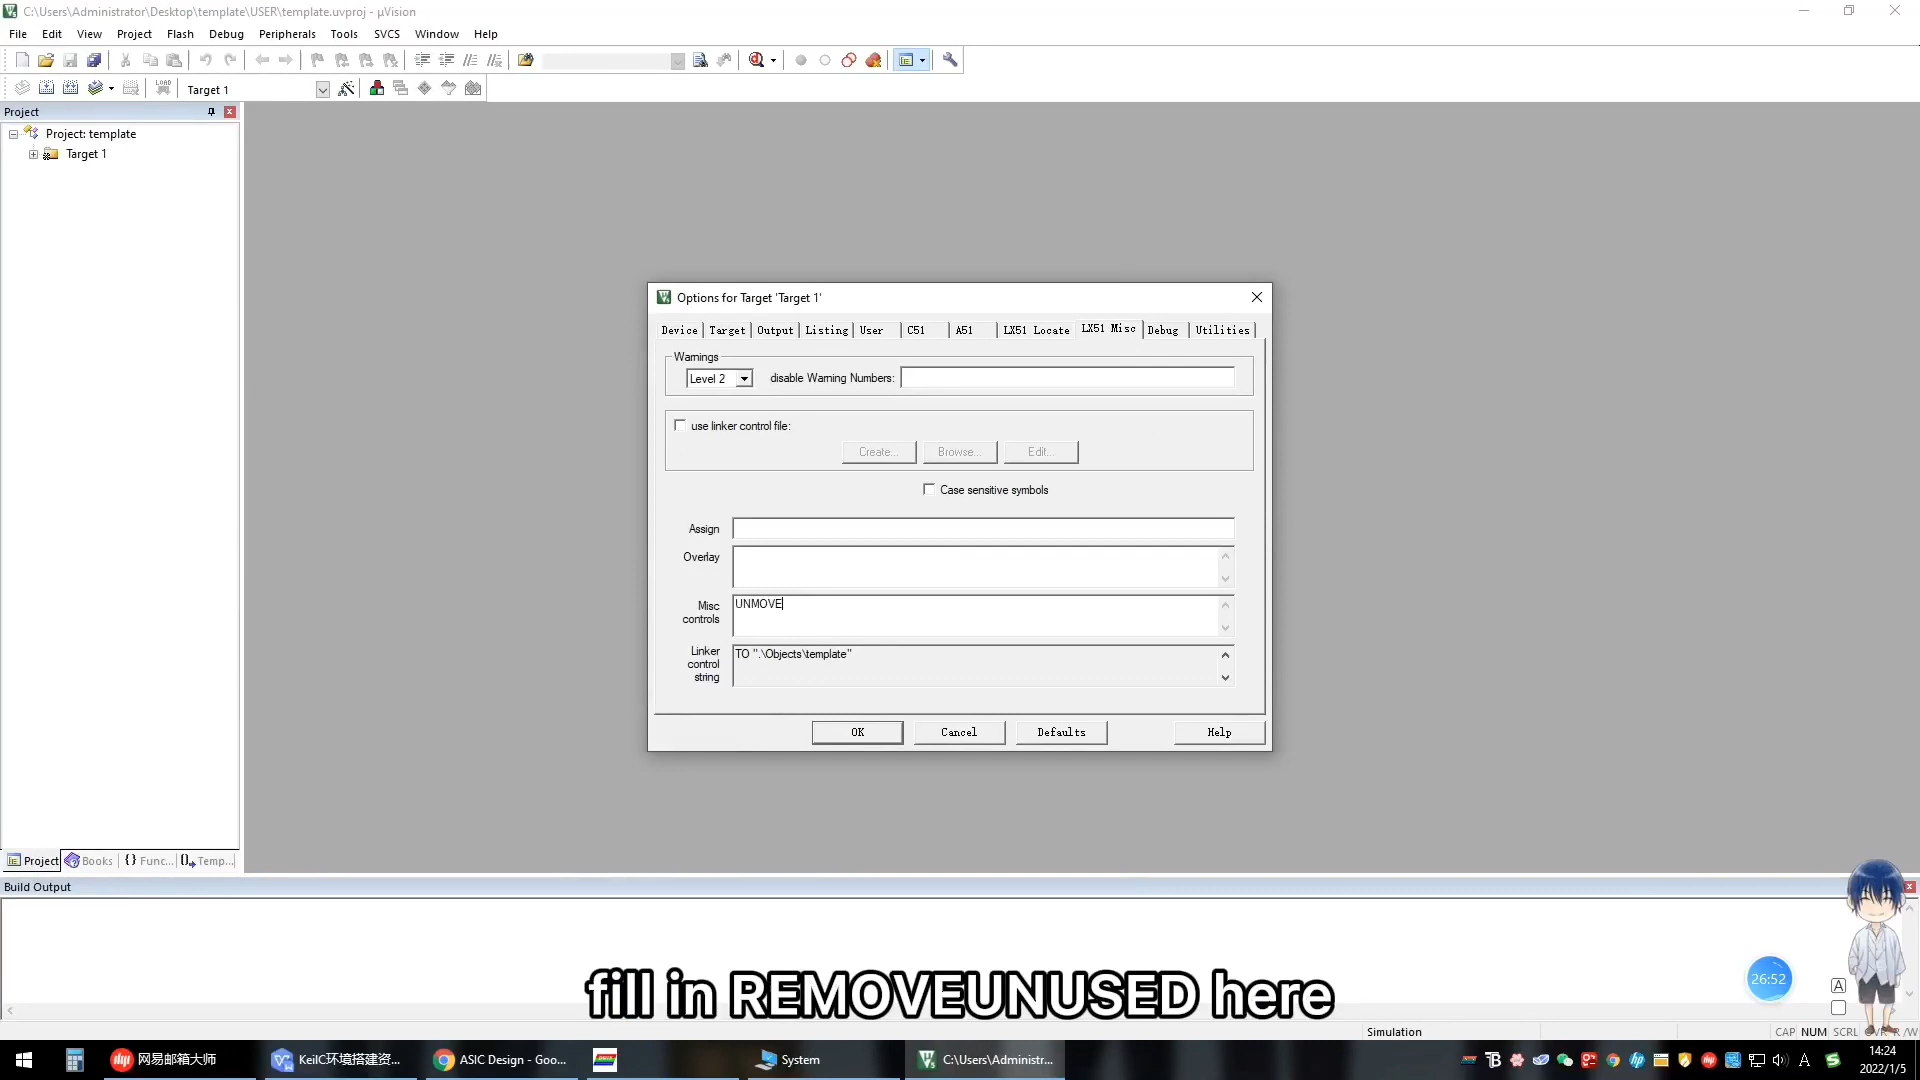 C:\Users\Administrator\Desktop\template\USER\template.uvproj - µVision
File Edit View Project Flash Debug Peripherals Tools SVCS Window Help
LOAD
Target 1
Project
Project: template
Target 1
Options for Target 'Target 1'
Device Target Output Listing User C51 A51 LX51 Locate LX51 Misc Debug Utilities
Warnings
Level 2 disable Warning Numbers:
use linker control file:
Create... Browse... Edit...
Case sensitive symbols
Assign
Overlay
Misc controls
UNMOVE
Linker control string
TO ".\Objects\template"
OK Cancel Defaults Help
Project Books {} Func... Temp...
Build Output
26:52
A
fill in REMOVEUNUSED here
Simulation
CAP NUM SCRL OVR R/W
网易邮箱大师
KeilC环境搭建资...
ASIC Design - Goo...
System
C:\Users\Administr...
A
14:24
2022/1/5